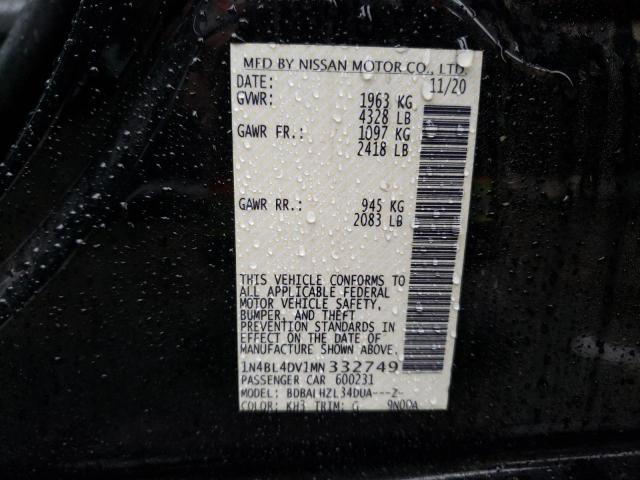 MFD BY NISSAN MOTOR CO., LTD.
DATE: 11/20
GVWR: 1963 KG
4328 LB
GAWR FR.: 1097 KG
2418 LB
GAWR RR.: 945 KG
2083 LB
THIS VEHICLE CONFORMS TO
ALL APPLICABLE FEDERAL
MOTOR VEHICLE SAFETY,
BUMPER, AND THEFT
PREVENTION STANDARDS IN
EFFECT ON THE DATE OF
MANUFACTURE SHOWN ABOVE.
1N4BL4DV1MN332749
PASSENGER CAR 600231
MODEL: BDBALHZL34DUA---Z-
COLOR: KH3 TRIM: G 9N00A